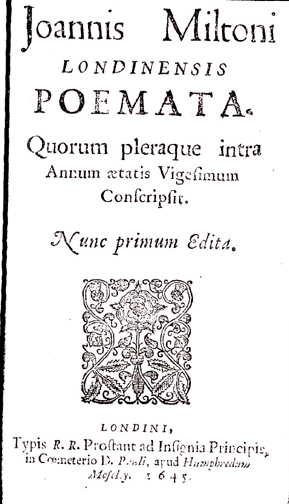 Joannis Miltoni
LONDINENSIS
POEMATA.
Quorum pleraque intra
Annum ætatis Vigeſimum
Conſcripſit.
Nunc primum Edita.
LONDINI,
Typis R. R. Proſtant ad Inſignia Principis,
in Cœmeterio D. Pauli, apud Humphredum
Moſely. 1645.